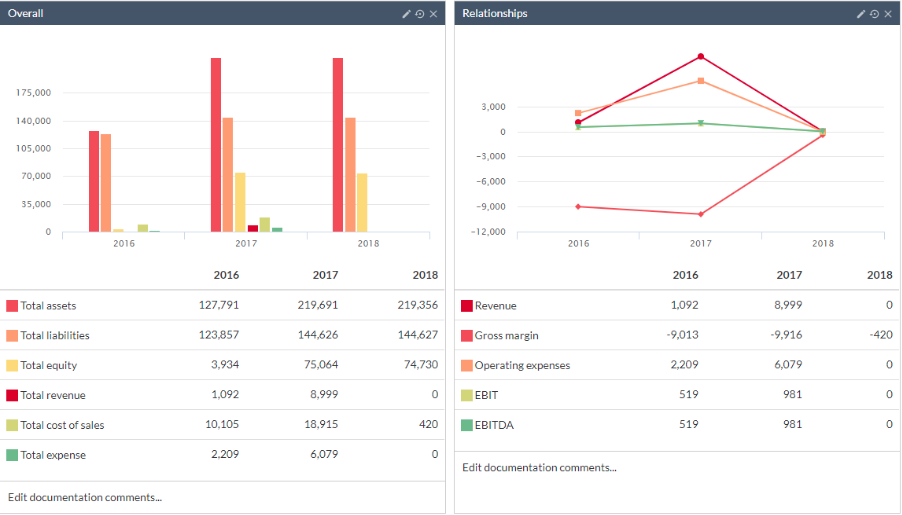 Overall
175,000
140,000
105,000
70,000
35,000
0
2016 2017 2018
2016 2017 2018
Total assets 127,791 219,691 219,356
Total liabilities 123,857 144,626 144,627
Total equity 3,934 75,064 74,730
Total revenue 1,092 8,999 0
Total cost of sales 10,105 18,915 420
Total expense 2,209 6,079 0
Edit documentation comments...
Relationships
3,000
0
-3,000
-6,000
-9,000
-12,000
2016 2017 2018
2016 2017 2018
Revenue 1,092 8,999 0
Gross margin -9,013 -9,916 -420
Operating expenses 2,209 6,079 0
EBIT 519 981 0
EBITDA 519 981 0
Edit documentation comments...